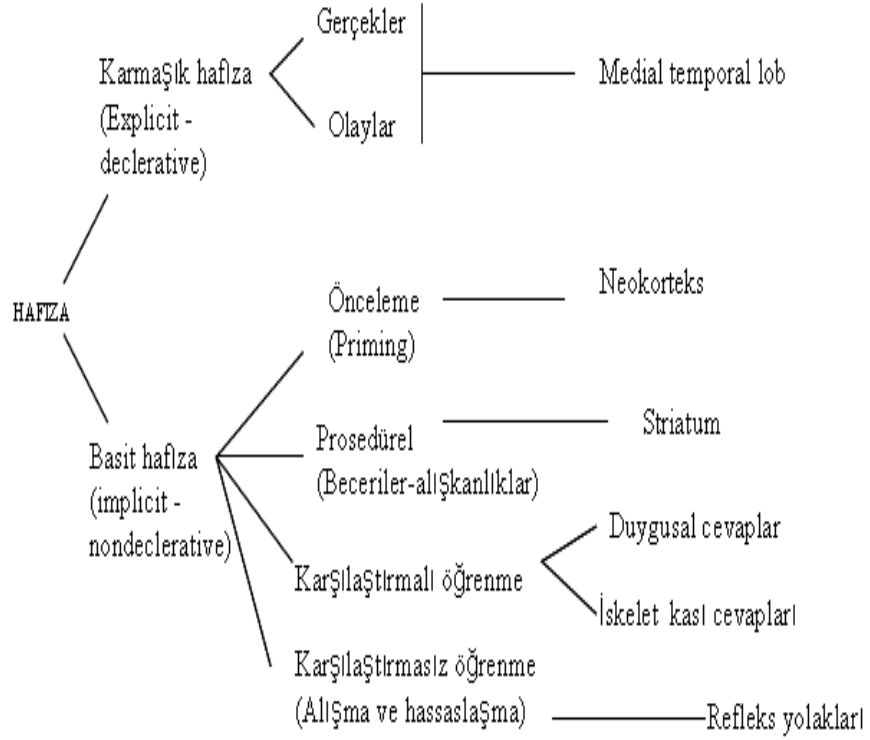 Gerçekler
Karmaşık hafıza
(Explicit -
declerative)
Olaylar
Medial temporal lob
HAFIZA
Önceleme
(Priming)
Neokorteks
Basit hafıza
(implicit -
nondeclerative)
Prosedürel
(Beceriler-alışkanlıklar)
Striatum
Karşılaştırmalı öğrenme
Duygusal cevaplar
İskelet kası cevapları
Karşılaştırmasız öğrenme
(Alışma ve hassaslaşma)
Refleks yolakları